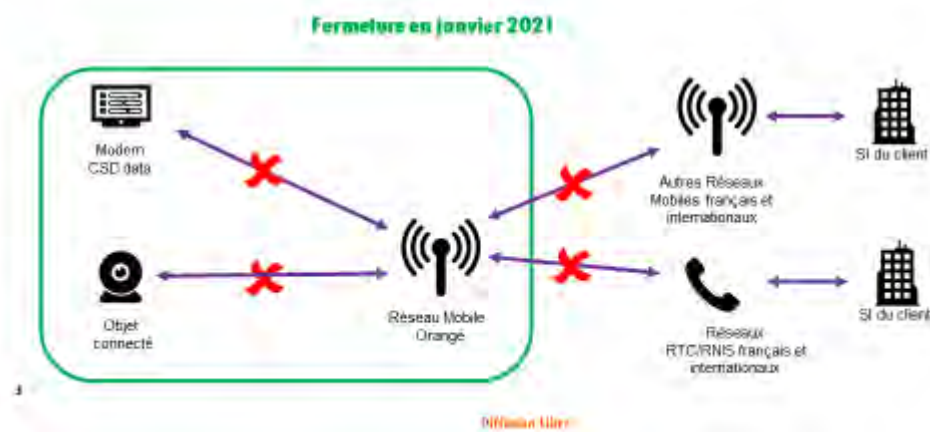 Fermeture en janvier 2021
Modem
CSD data
Objet
connecté
Réseau Mobile
Orange
Autres Réseaux
Mobiles français et
internationaux
SI du client
Réseaux
RTC/RNIS français et
internationaux
SI du client
Diffusion Libre